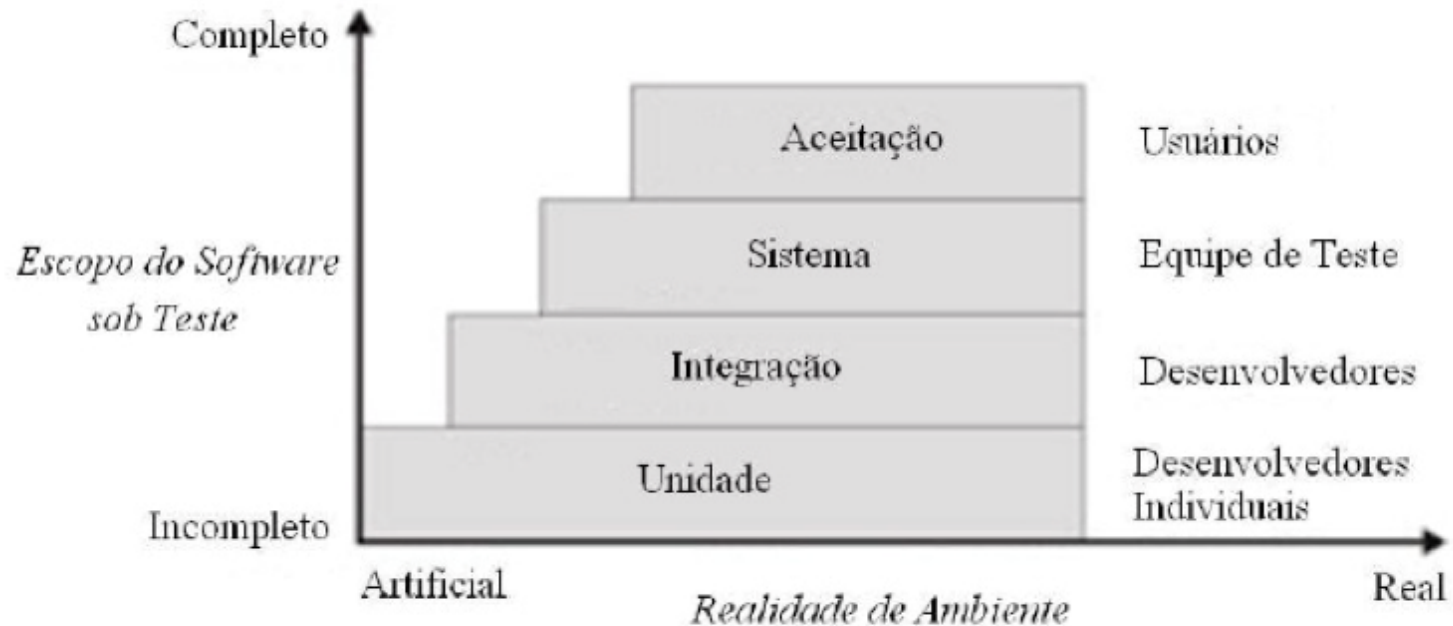 Completo
Aceitação
Usuários
Sistema
Equipe de Teste
Escopo do Software
sob Teste
Integração
Desenvolvedores
Unidade
Desenvolvedores
Individuais
Incompleto
Artificial
Realidade de Ambiente
Real